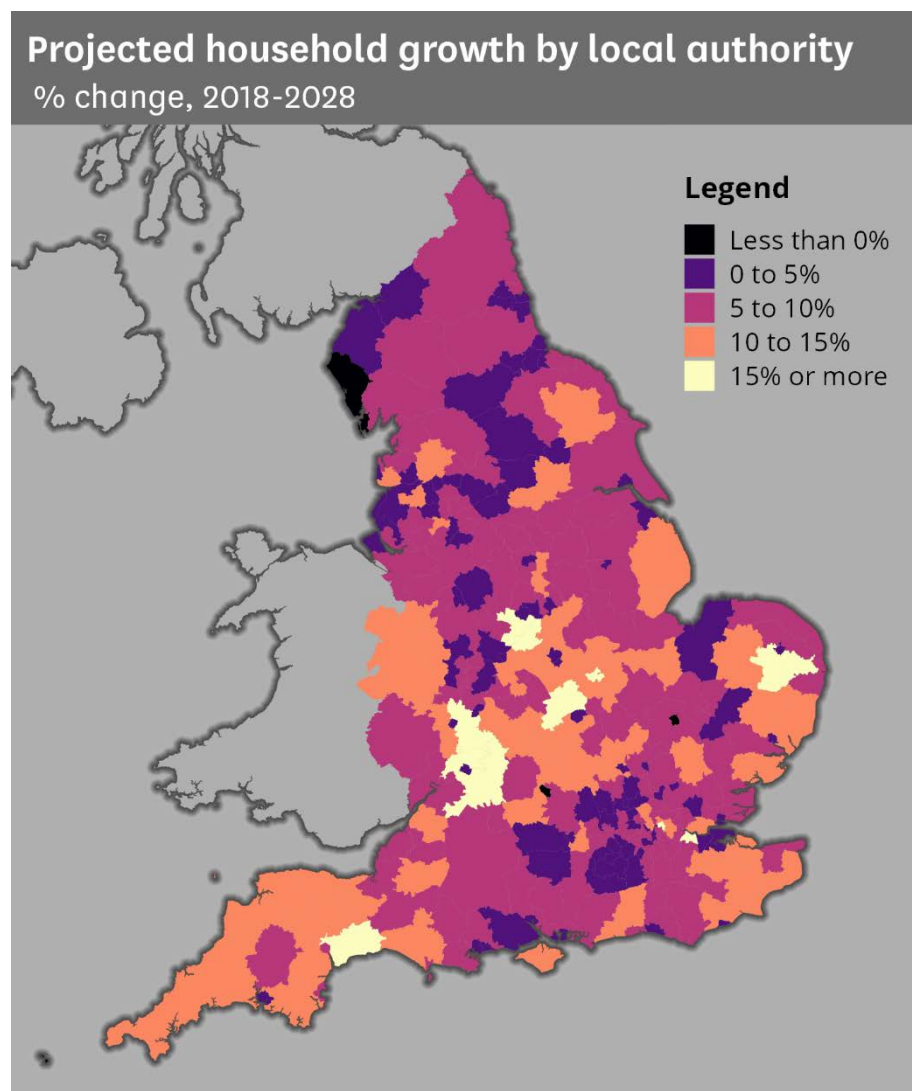 Projected household growth by local authority
% change, 2018-2028
Legend
Less than 0%
0 to 5%
5 to 10%
10 to 15%
15% or more